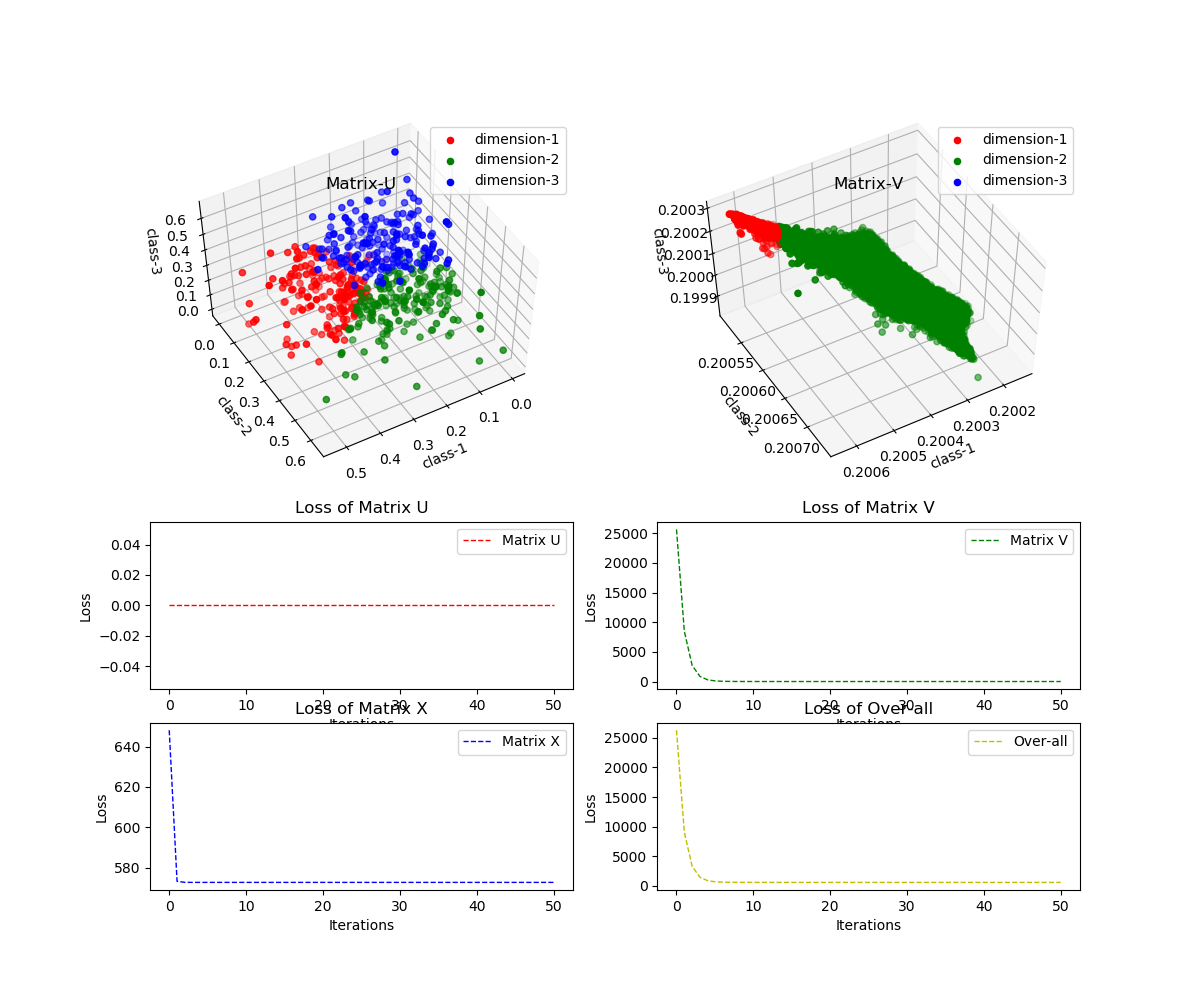 dimension-1
dimension-2
dimension-3
Matrix-U
class-3
0.6
0.5
0.4
0.3
0.2
0.1
0.0
0.0
0.1
0.2
0.3
0.4
0.5
0.6
class-2
0.5
0.4
0.3
0.2
0.1
0.0
class-1
dimension-1
dimension-2
dimension-3
Matrix-V
class-3
0.2003
0.2002
0.2001
0.2000
0.1999
0.20055
0.20060
0.20065
0.20070
class-2
0.2006
0.2005
0.2004
0.2003
0.2002
class-1
Loss of Matrix U
Matrix U
Loss
0.04
0.02
0.00
−0.02
−0.04
0 10 20 30 40 50
Iterations
Loss of Matrix V
Matrix V
Loss
25000
20000
15000
10000
5000
0
0 10 20 30 40 50
Iterations
Loss of Matrix X
Matrix X
Loss
640
620
600
580
0 10 20 30 40 50
Iterations
Loss of Over-all
Over-all
Loss
25000
20000
15000
10000
5000
0
0 10 20 30 40 50
Iterations